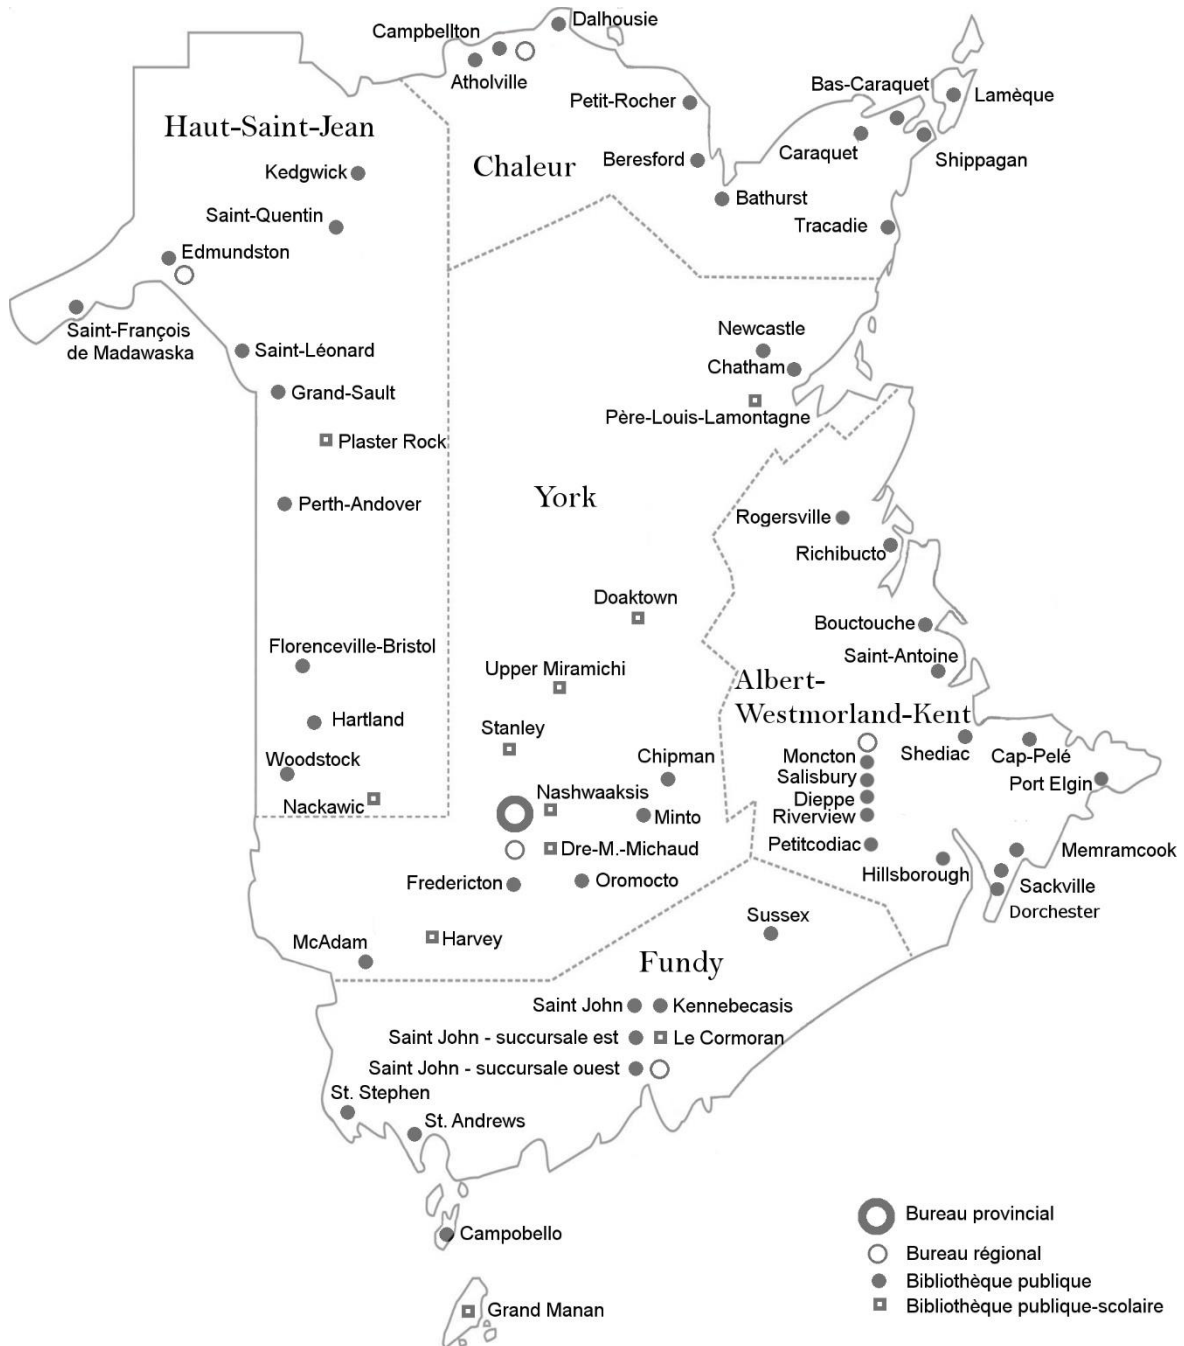 Dalhousie
Campbellton
Atholville
Bas-Caraquet
Lamèque
Petit-Rocher
Haut-Saint-Jean
Caraquet
Shippagan
Beresford
Chaleur
Kedgwick
Bathurst
Saint-Quentin
Tracadie
Edmundston
Saint-François
de Madawaska
Newcastle
Saint-Léonard
Chatham
Grand-Sault
Père-Louis-Lamontagne
Plaster Rock
York
Perth-Andover
Rogersville
Richibucto
Doaktown
Bouctouche
Florenceville-Bristol
Saint-Antoine
Upper Miramichi
Albert-
Westmorland-Kent
Hartland
Stanley
Moncton
Shediac
Cap-Pelé
Chipman
Woodstock
Salisbury
Port Elgin
Nashwaaksis
Dieppe
Nackawic
Minto
Riverview
Dre-M.-Michaud
Petitcodiac
Memramcook
Hillsborough
Fredericton
Oromocto
Sackville
Dorchester
Sussex
McAdam
Harvey
Fundy
Saint John
Kennebecasis
Saint John - succursale est
Le Cormoran
Saint John - succursale ouest
St. Stephen
St. Andrews
Campobello
Grand Manan
Bureau provincial
Bureau régional
Bibliothèque publique
Bibliothèque publique-scolaire